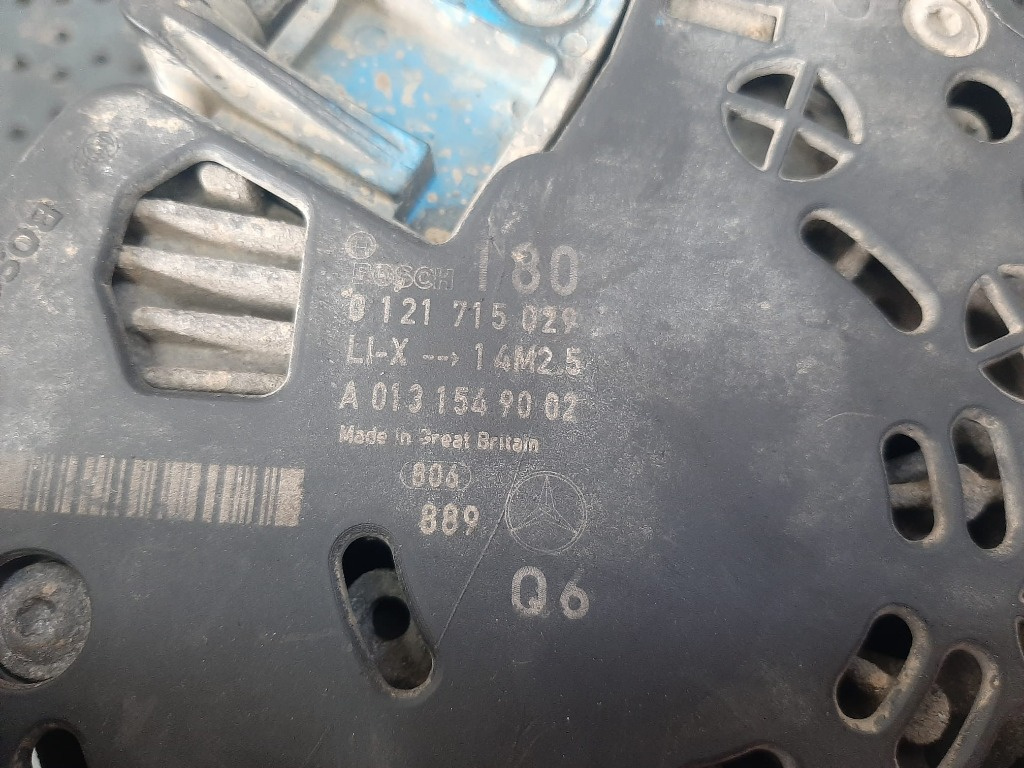 BOSCH 180
0 121 715 029
LI-X --> 14M2.5
A 013 154 90 02
Made in Great Britain
806
889
Q6